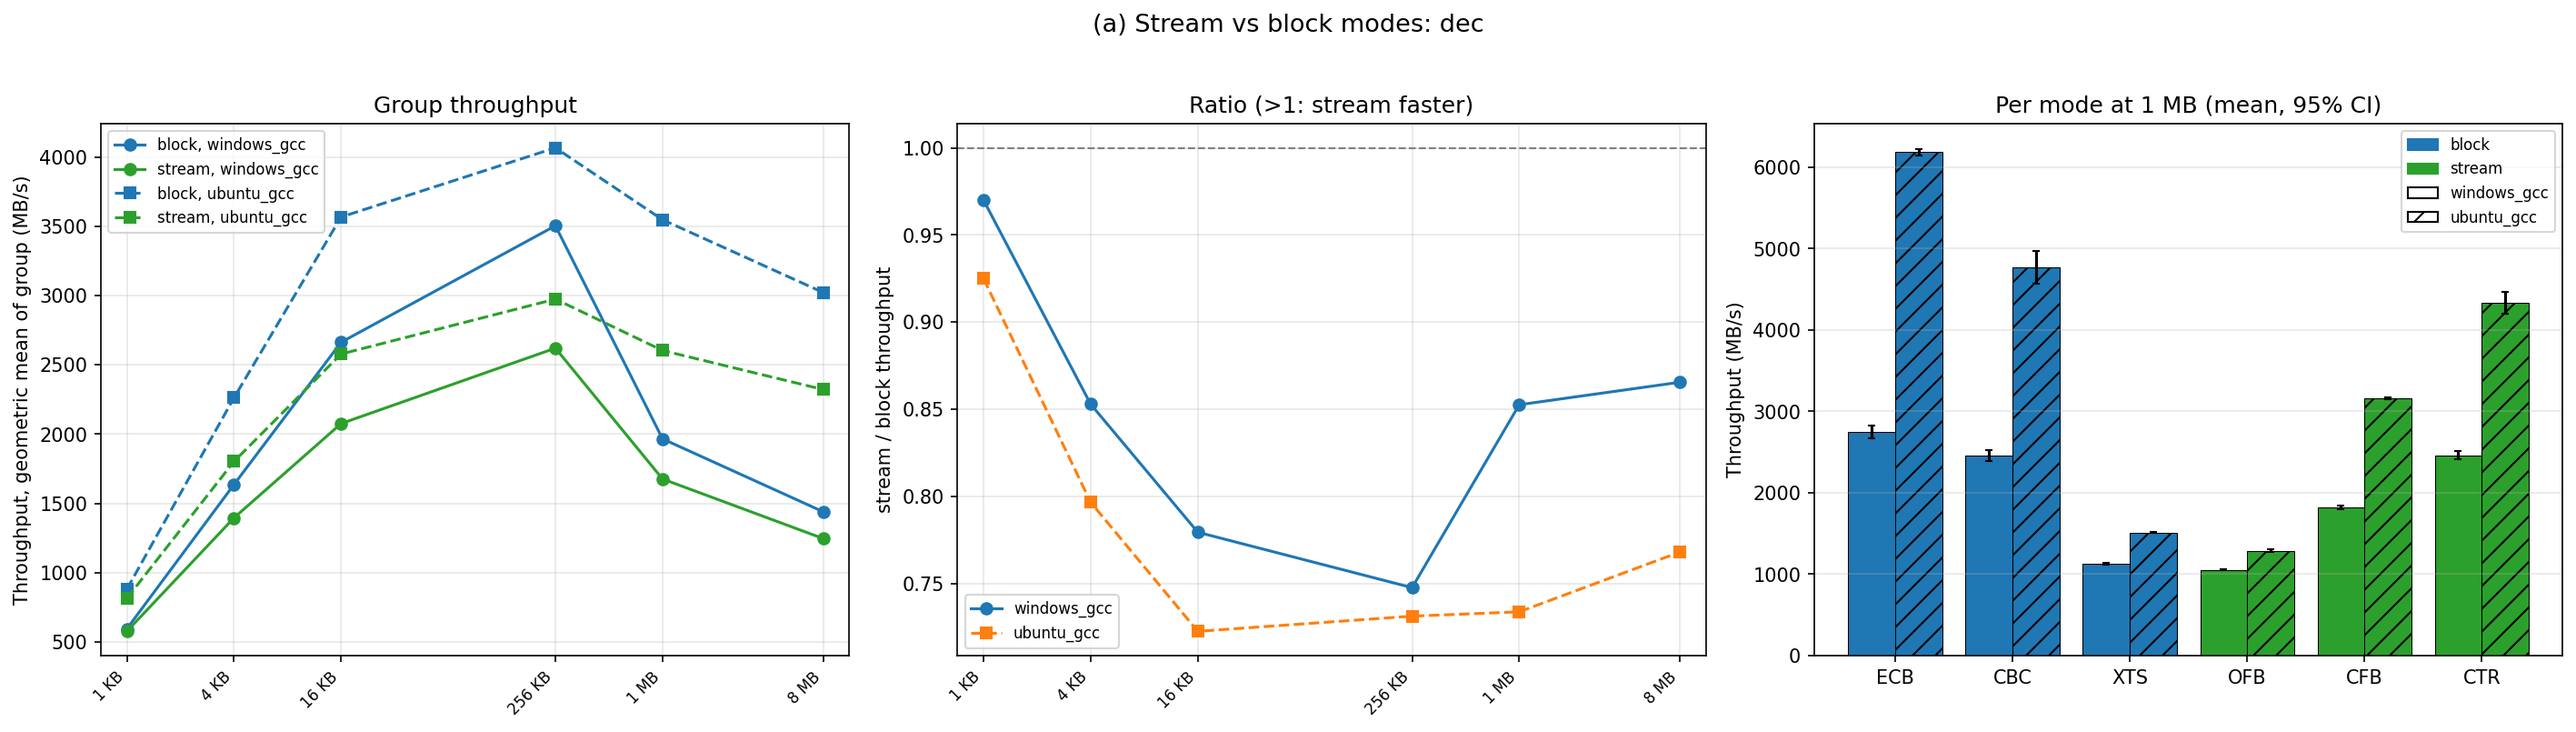 (a) Stream vs block modes: dec
Group throughput
Throughput, geometric mean of group (MB/s)
4000
3500
3000
2500
2000
1500
1000
500
block, windows_gcc
stream, windows_gcc
block, ubuntu_gcc
stream, ubuntu_gcc
1 KB
4 KB
16 KB
256 KB
1 MB
8 MB
Ratio (>1: stream faster)
stream / block throughput
1.00
0.95
0.90
0.85
0.80
0.75
windows_gcc
ubuntu_gcc
1 KB
4 KB
16 KB
256 KB
1 MB
8 MB
Per mode at 1 MB (mean, 95% CI)
Throughput (MB/s)
6000
5000
4000
3000
2000
1000
0
block
stream
windows_gcc
ubuntu_gcc
ECB
CBC
XTS
OFB
CFB
CTR